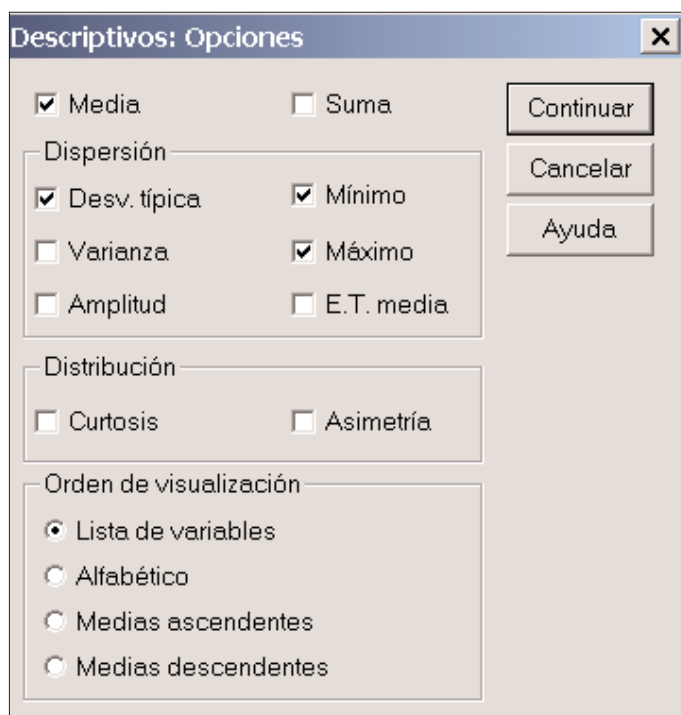 Descriptivos: Opciones
Media Suma
Continuar
Dispersión
Cancelar
Desv. típica Mínimo
Ayuda
Varianza Máximo
Amplitud E.T. media
Distribución
Curtosis Asimetría
Orden de visualización
Lista de variables
Alfabético
Medias ascendentes
Medias descendentes